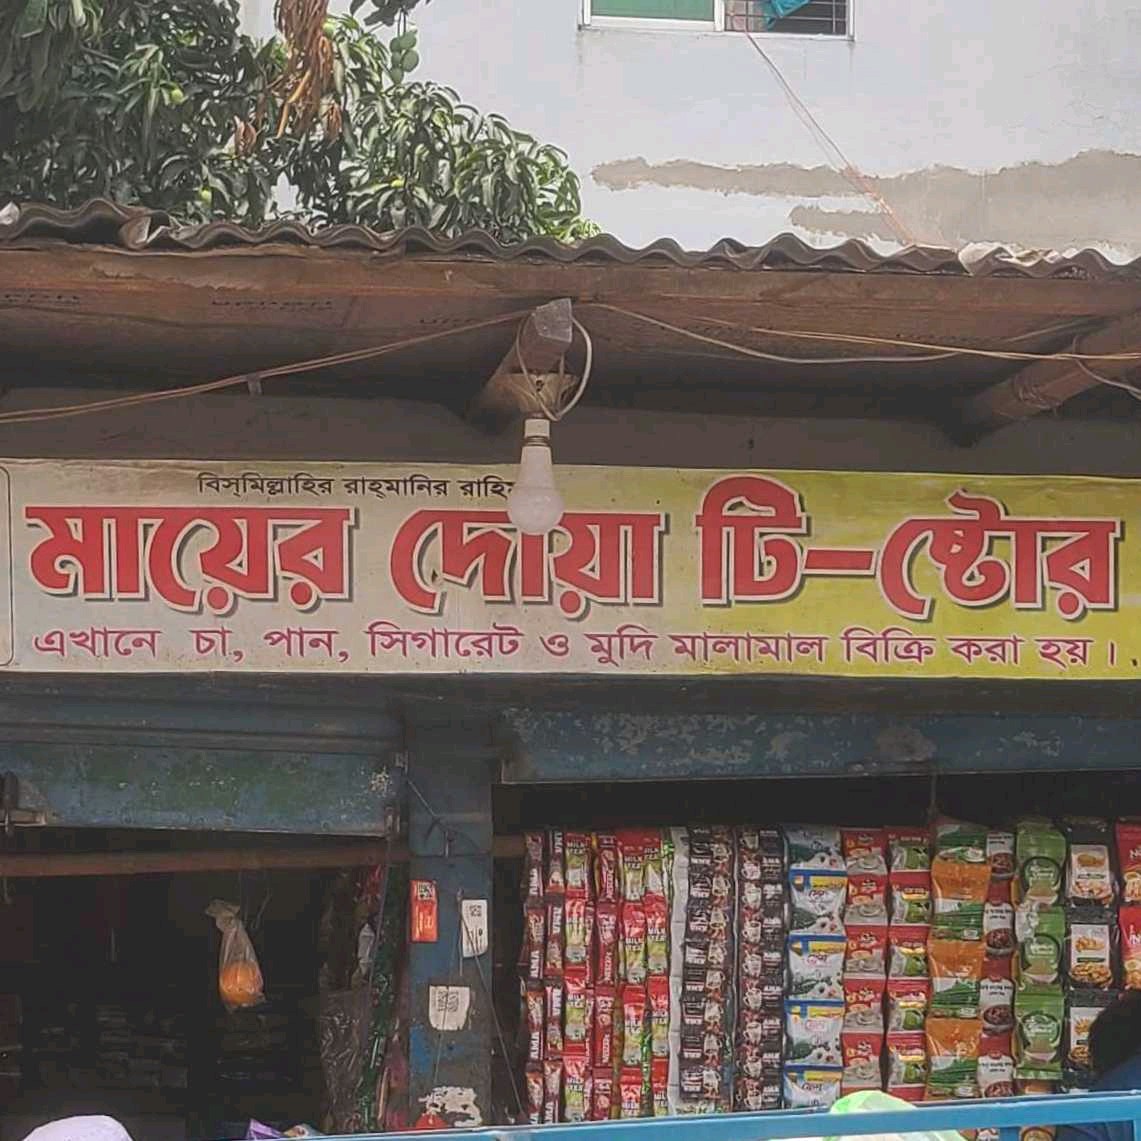 বিস্‌মিল্লাহির রাহ্‌মানির রাহিম
মায়ের দোয়া টি-ষ্টোর
এখানে চা, পান, সিগারেট ও মুদি মালামাল বিক্রি করা হয়।